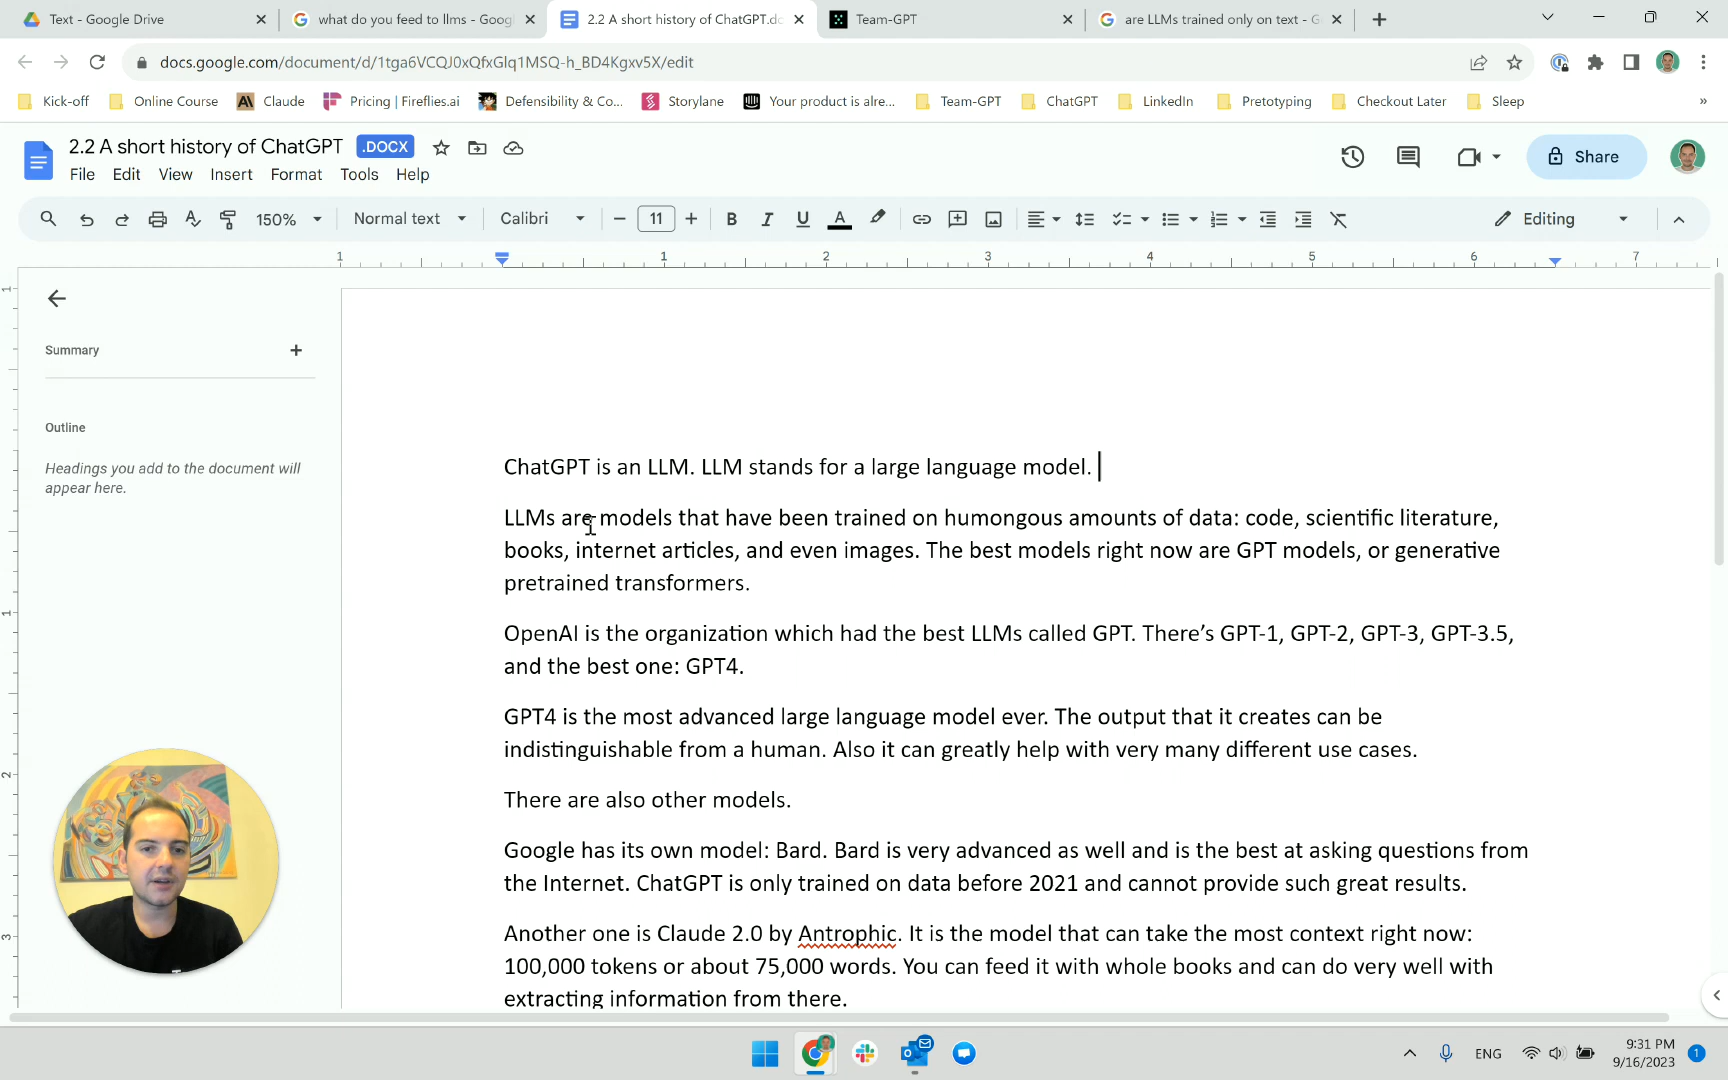 Text - Google Drive
what do you feed to llms - Goog
2.2 A short history of ChatGPT.do
Team-GPT
are LLMs trained only on text - G
docs.google.com/document/d/1tga6VCQJ0xQfxGlq1MSQ-h_BD4Kgxv5X/edit
Kick-off
Online Course
Claude
Pricing | Fireflies.ai
Defensibility & Co...
Storylane
Your product is alre...
Team-GPT
ChatGPT
LinkedIn
Pretotyping
Checkout Later
Sleep
»
2.2 A short history of ChatGPT
.DOCX
File Edit View Insert Format Tools Help
Share
150%
Normal text
Calibri
11
B I U A
Editing
1 1 2 3 4 5 6 7
1
1
2
3
Summary
Outline
Headings you add to the document will
appear here.
ChatGPT is an LLM. LLM stands for a large language model.
LLMs are models that have been trained on humongous amounts of data: code, scientific literature,
books, internet articles, and even images. The best models right now are GPT models, or generative
pretrained transformers.
OpenAI is the organization which had the best LLMs called GPT. There’s GPT-1, GPT-2, GPT-3, GPT-3.5,
and the best one: GPT4.
GPT4 is the most advanced large language model ever. The output that it creates can be
indistinguishable from a human. Also it can greatly help with very many different use cases.
There are also other models.
Google has its own model: Bard. Bard is very advanced as well and is the best at asking questions from
the Internet. ChatGPT is only trained on data before 2021 and cannot provide such great results.
Another one is Claude 2.0 by Antrophic. It is the model that can take the most context right now:
100,000 tokens or about 75,000 words. You can feed it with whole books and can do very well with
extracting information from there.
ENG
9:31 PM
9/16/2023
1